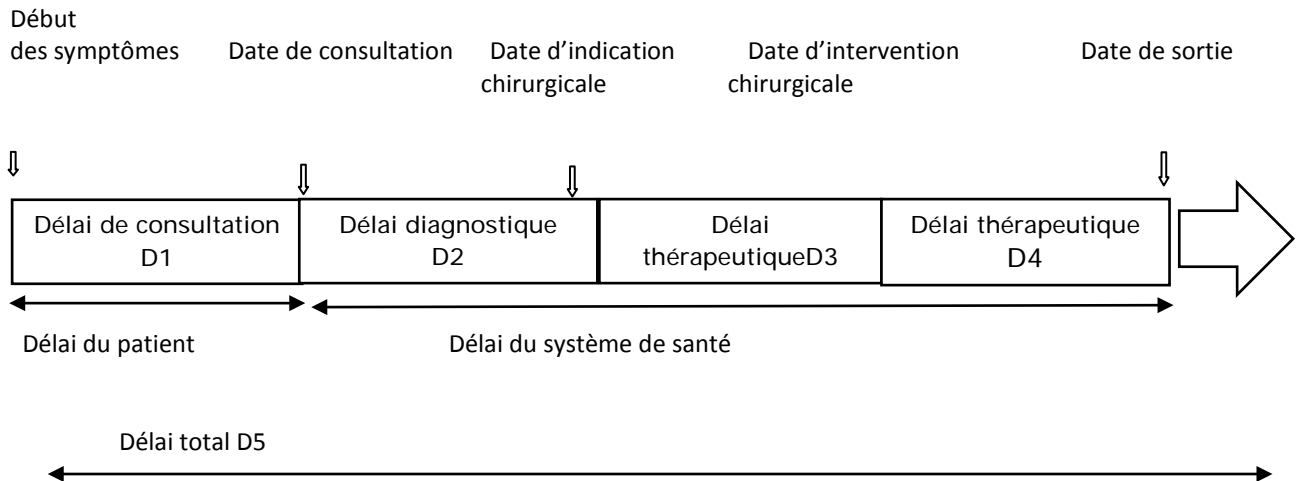 Début
des symptômes Date de consultation Date d’indication Date d’intervention Date de sortie
chirurgicale chirurgicale
Délai de consultation Délai diagnostique Délai Délai thérapeutique
D1 D2 thérapeutiqueD3 D4
Délai du patient Délai du système de santé
Délai total D5